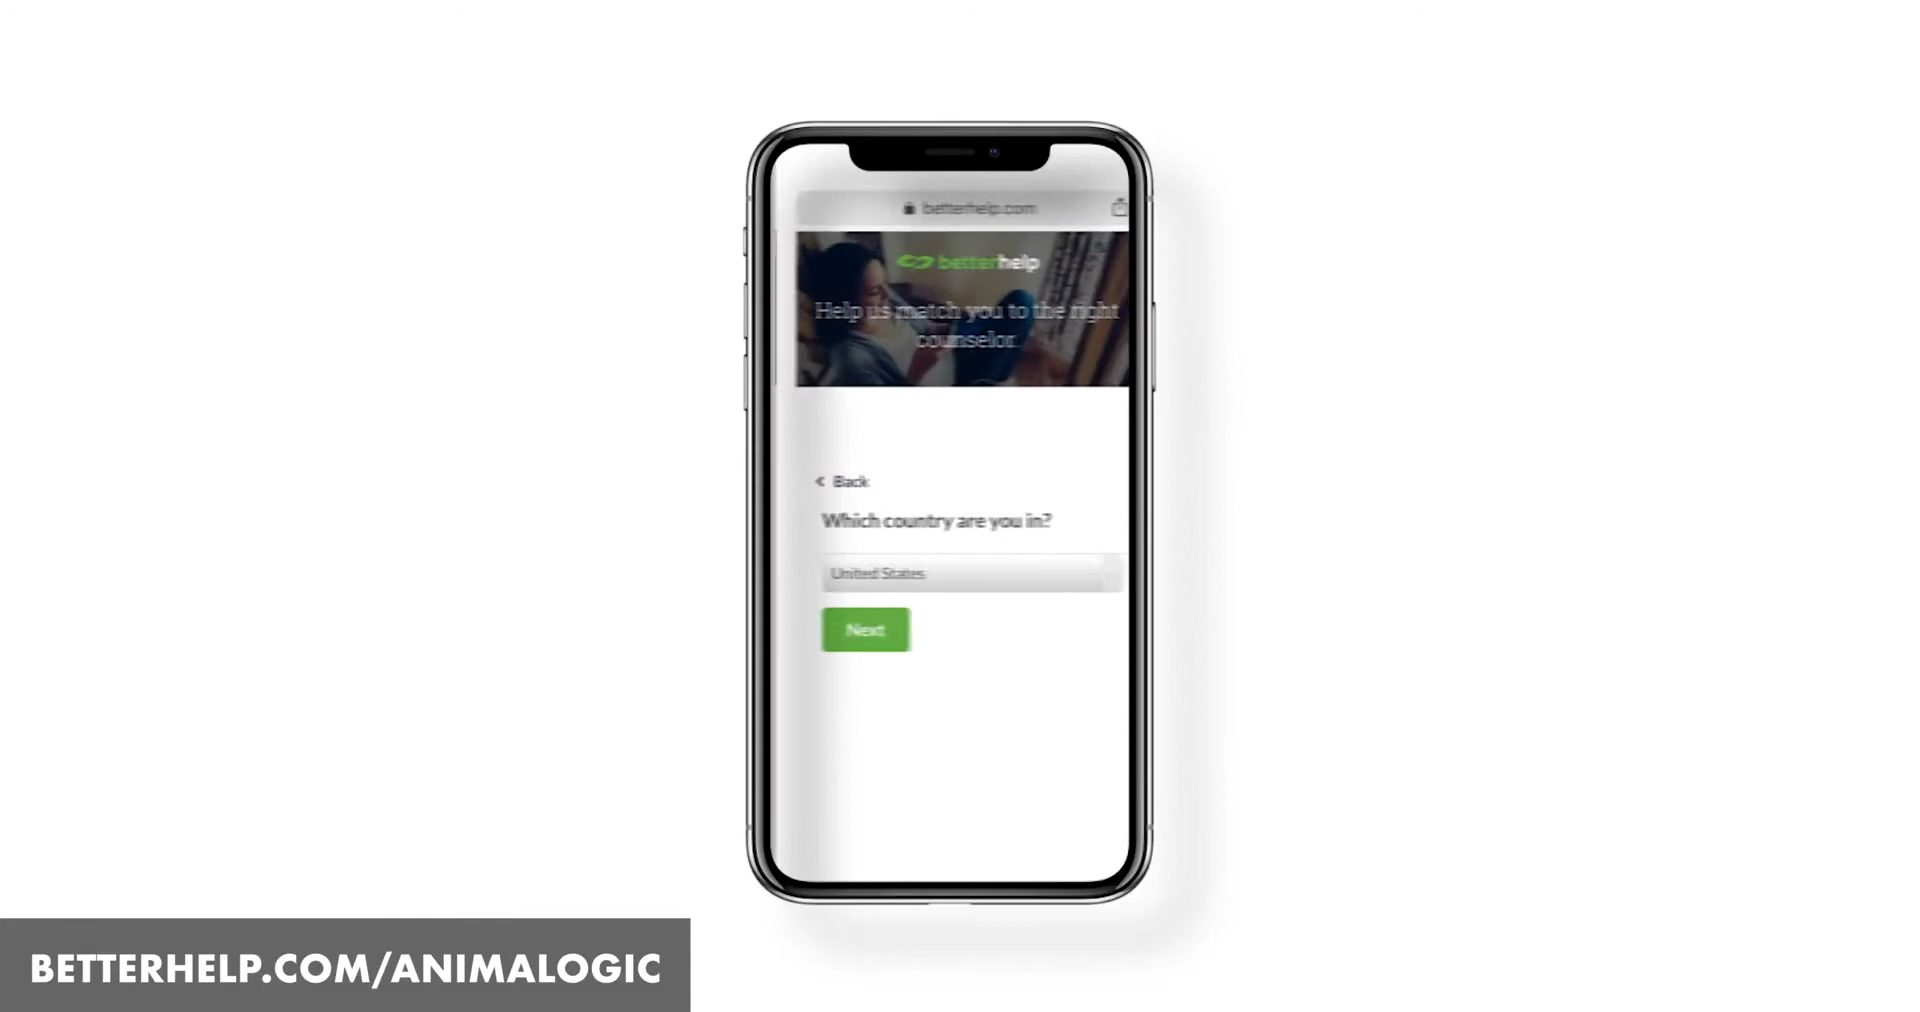 betterhelp.com
betterhelp
Help us match you to the right
counselor.
Back
Which country are you in?
United States
Next
BETTERHELP.COM/ANIMALOGIC